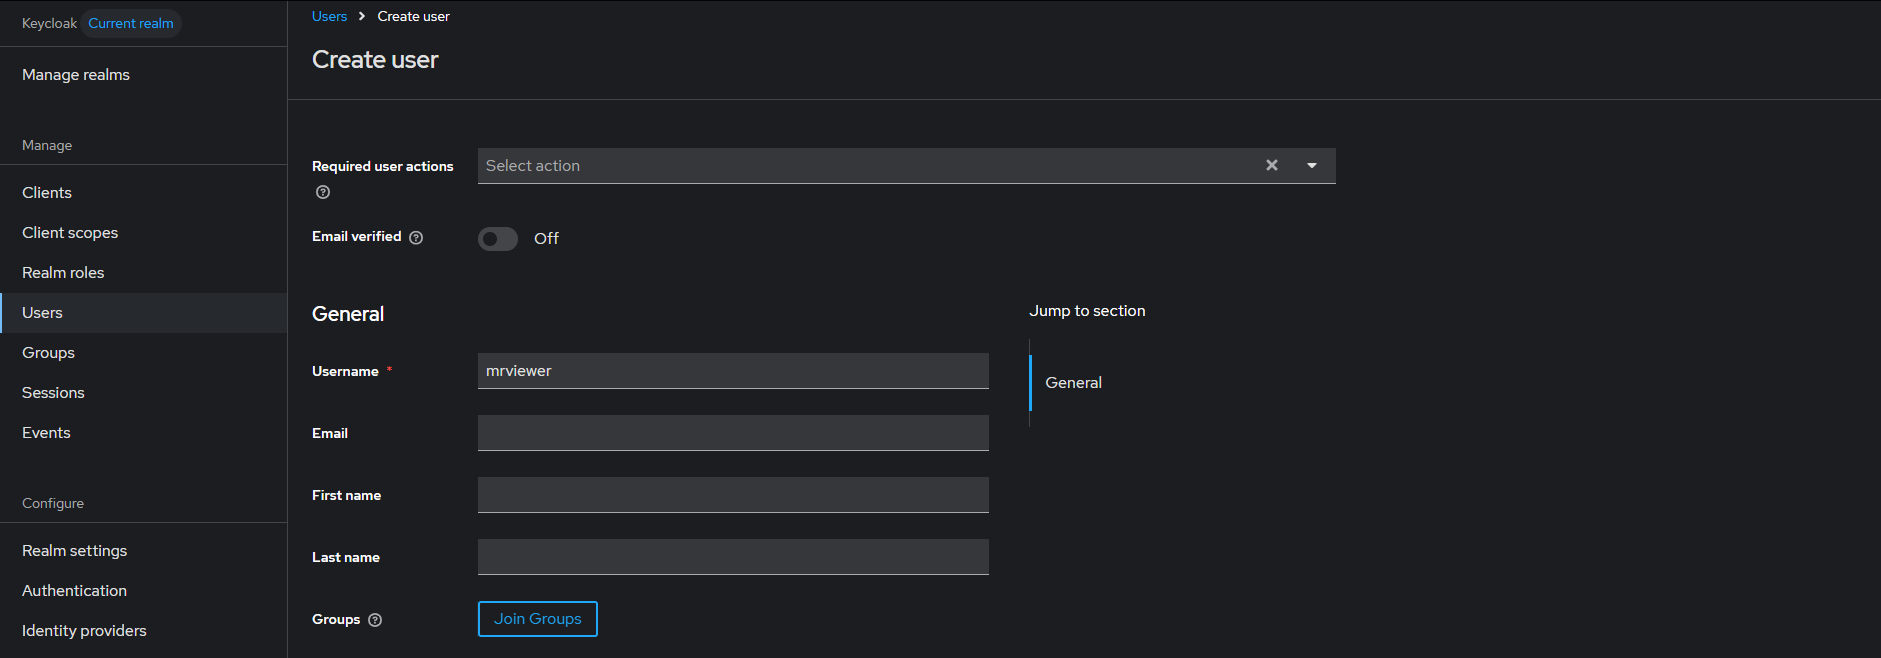 Keycloak Current realm
Manage realms
Manage
Clients
Client scopes
Realm roles
Users
Groups
Sessions
Events
Configure
Realm settings
Authentication
Identity providers
Users > Create user
Create user
Required user actions Select action
Email verified Off
General
Username * mrviewer
Email
First name
Last name
Groups Join Groups
Jump to section
General